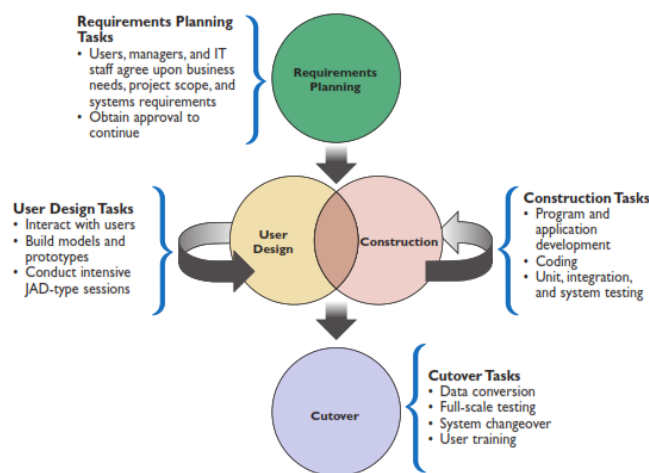 Requirements Planning
Tasks
• Users, managers, and IT
staff agree upon business
needs, project scope, and
systems requirements
• Obtain approval to
continue
Requirements
Planning
User Design Tasks
• Interact with users
• Build models and
prototypes
• Conduct intensive
JAD-type sessions
User
Design
Construction
Construction Tasks
• Program and
application
development
• Coding
• Unit, integration,
and system testing
Cutover
Cutover Tasks
• Data conversion
• Full-scale testing
• System changeover
• User training